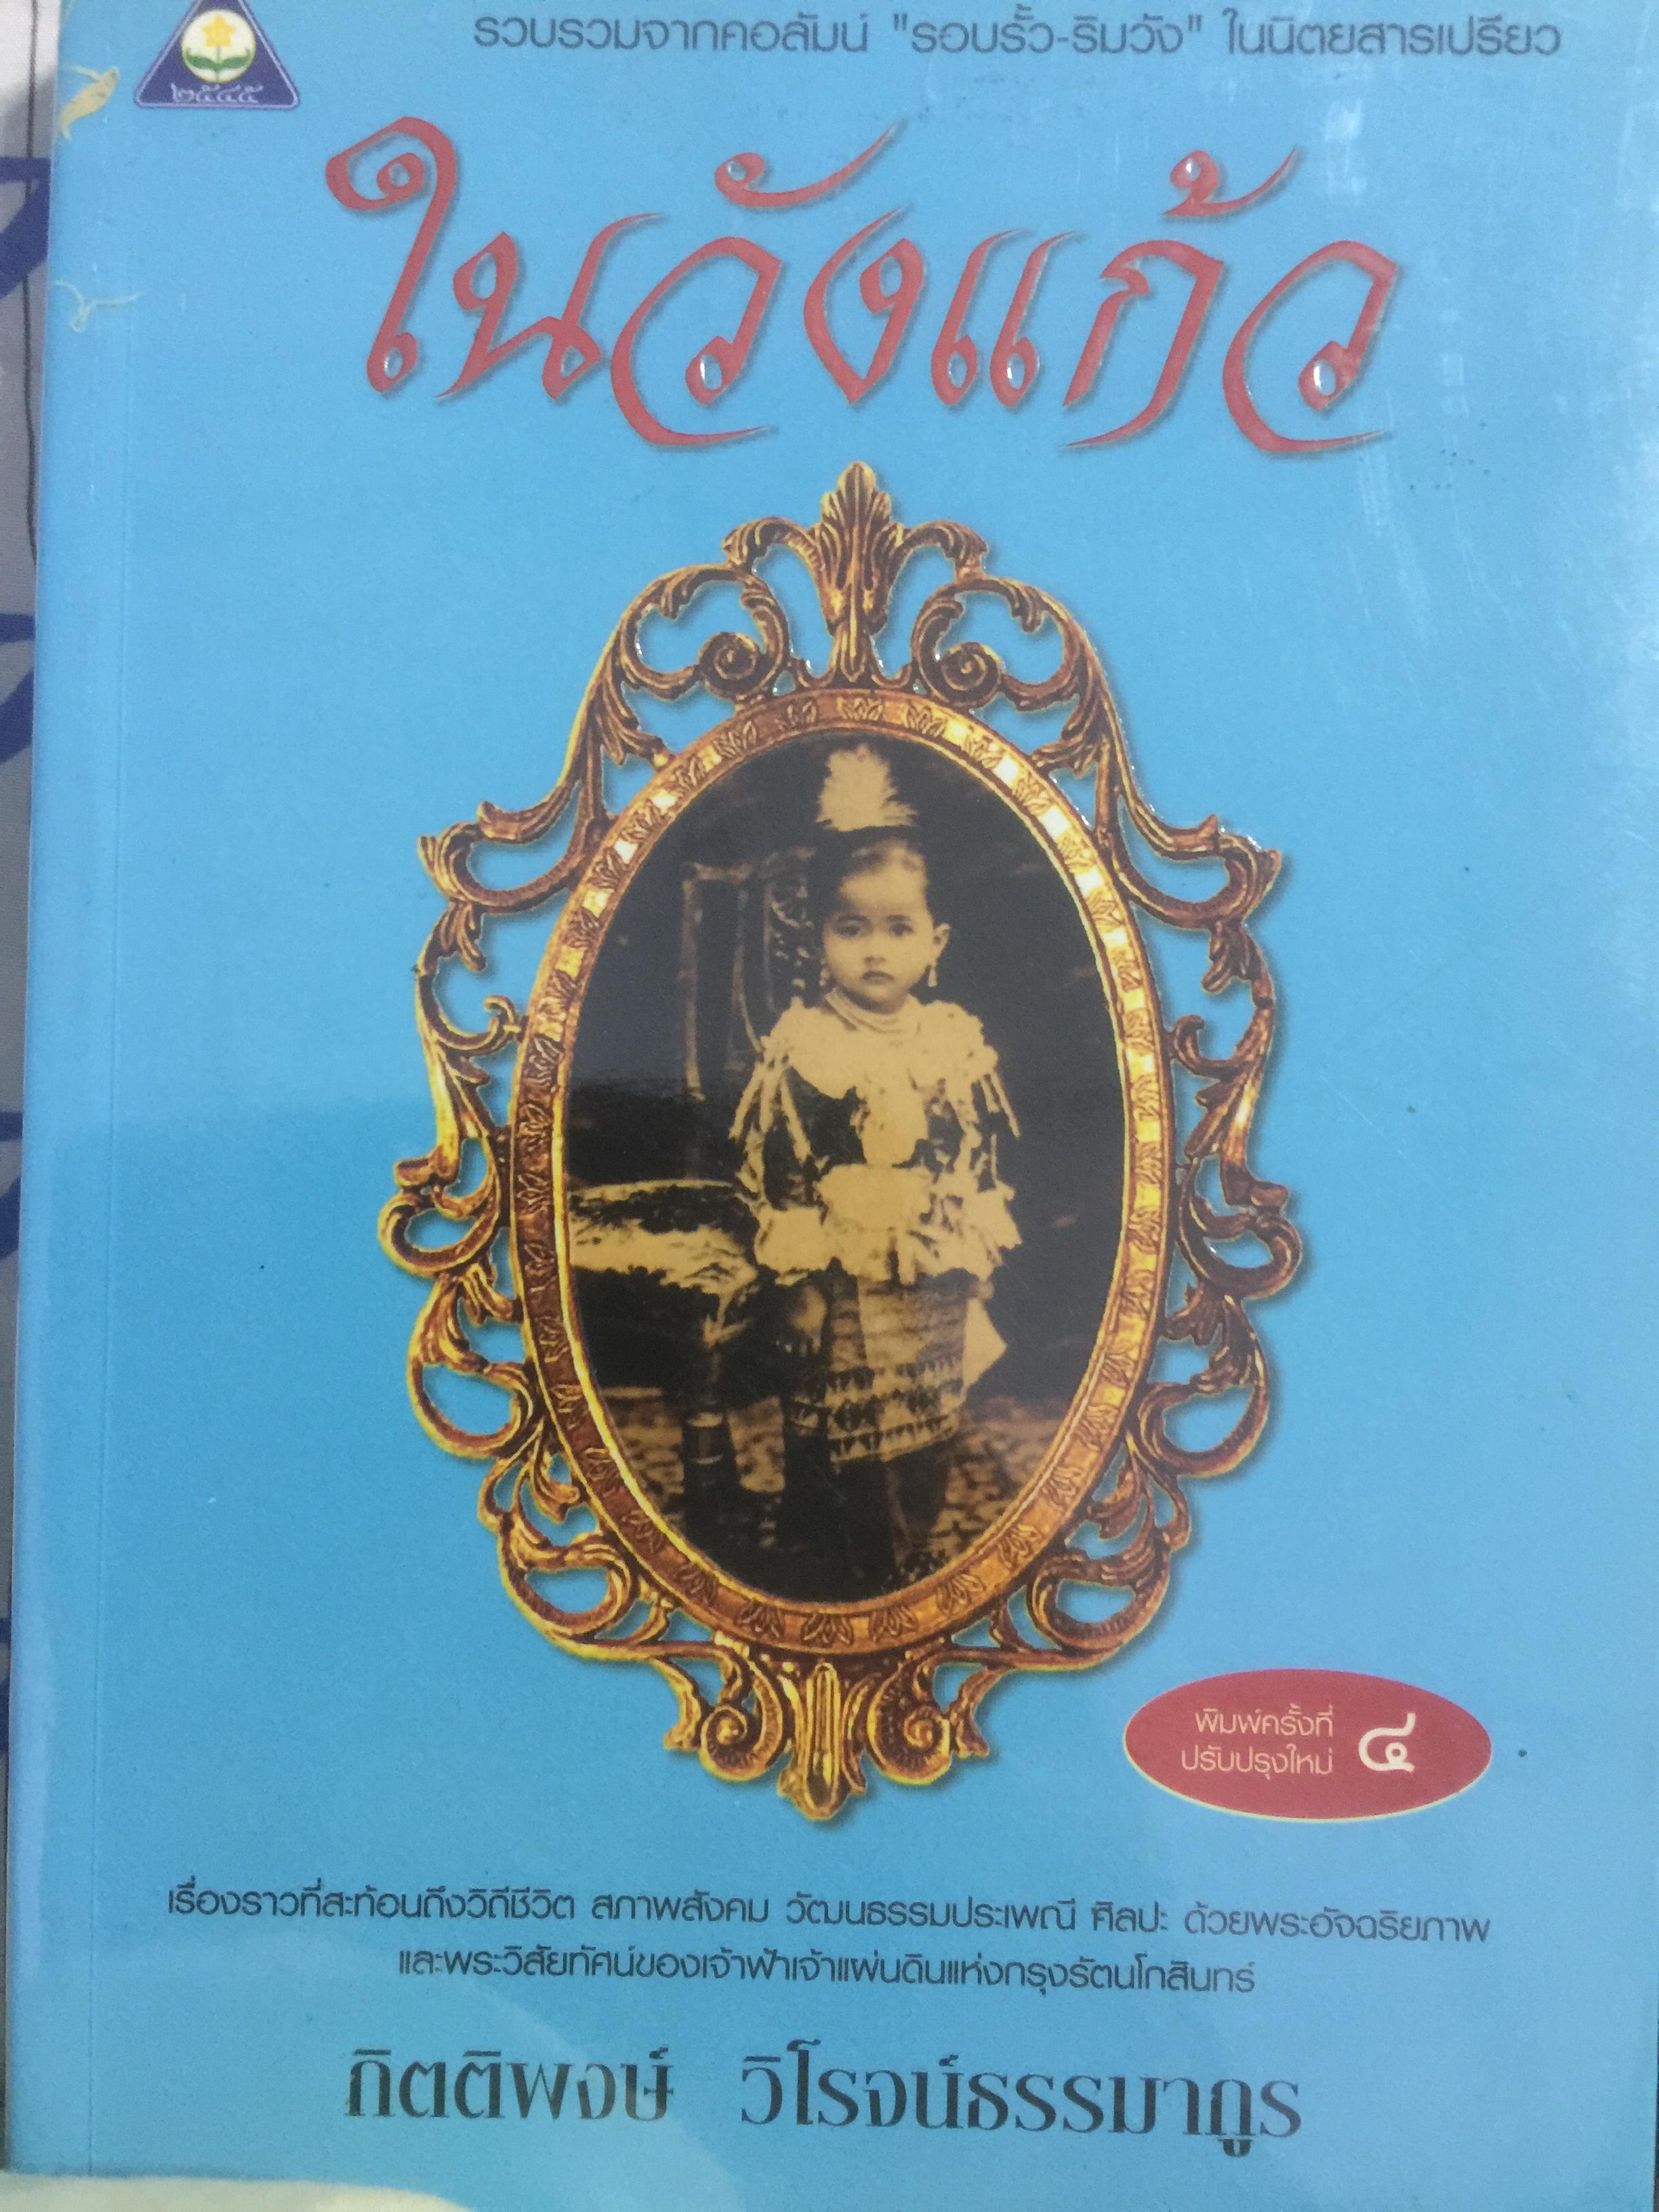 รวบรวมจากคอลัมน์ "รอบรั้ว-ริมวัง" ในนิตยสารเปรียว
๒๕๔๕
ในวังแก้ว
พิมพ์ครั้งที่ ๔
ปรับปรุงใหม่
เรื่องราวที่สะท้อนถึงวิถีชีวิต สภาพสังคม วัฒนธรรมประเพณี ศิลปะ ด้วยพระอัจฉริยภาพ
และพระวิสัยทัศน์ของเจ้าฟ้าเจ้าแผ่นดินแห่งกรุงรัตนโกสินทร์
กิตติพงษ์ วิโรจน์ธรรมากูร